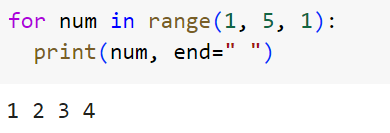 for num in range(1, 5, 1):
  print(num, end=" ")
1 2 3 4